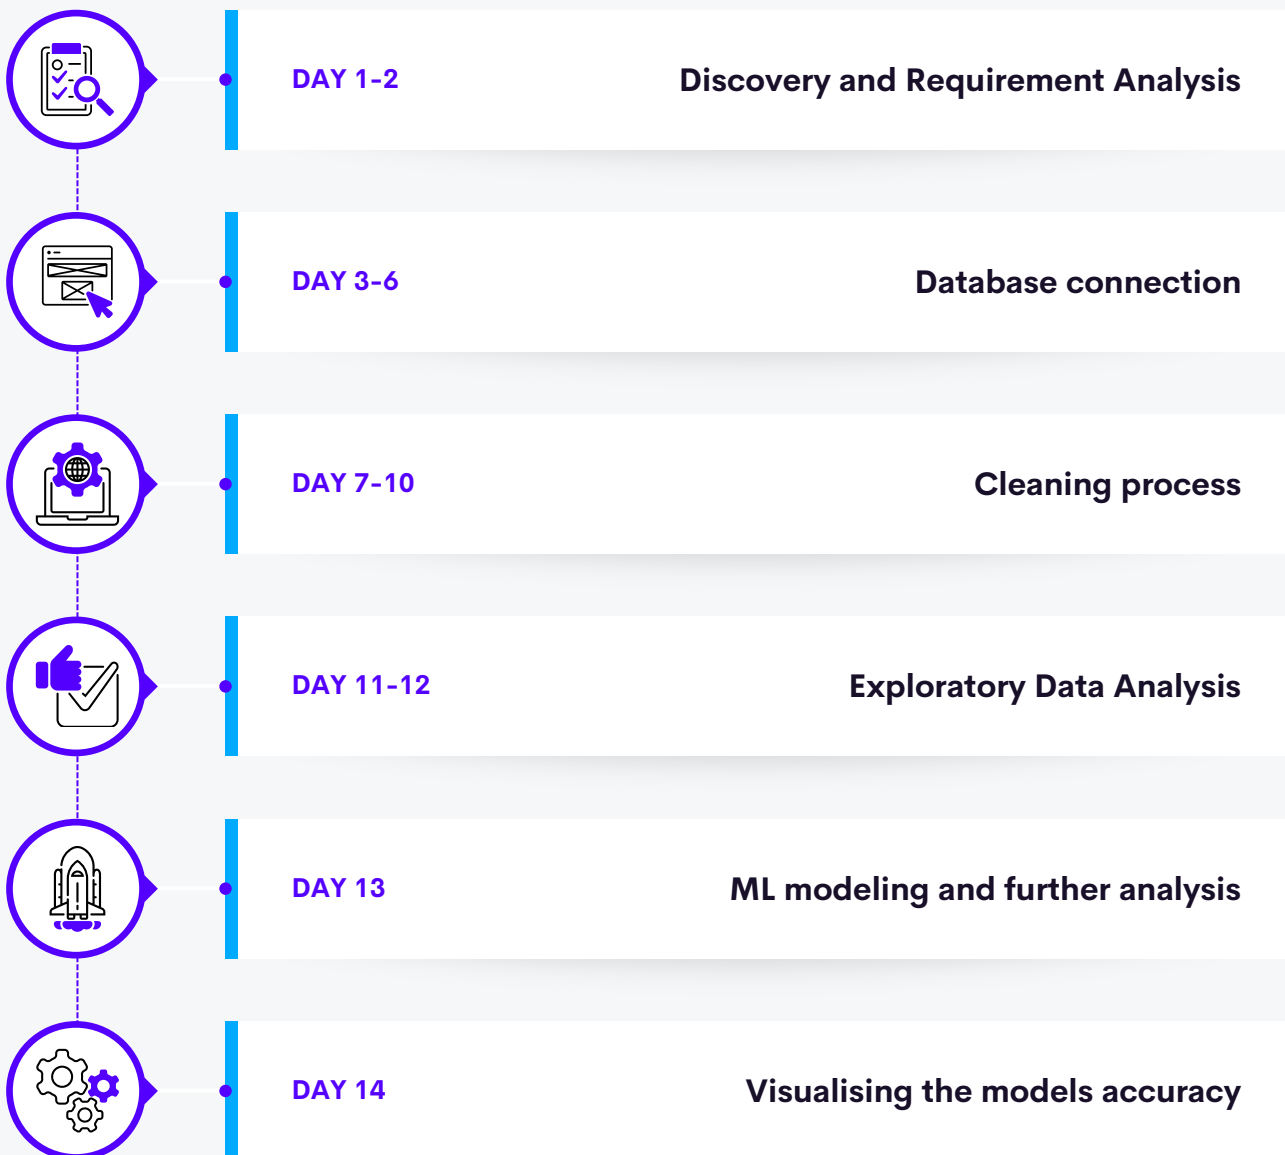 DAY 1-2
Discovery and Requirement Analysis
DAY 3-6
Database connection
DAY 7-10
Cleaning process
DAY 11-12
Exploratory Data Analysis
DAY 13
ML modeling and further analysis
DAY 14
Visualising the models accuracy